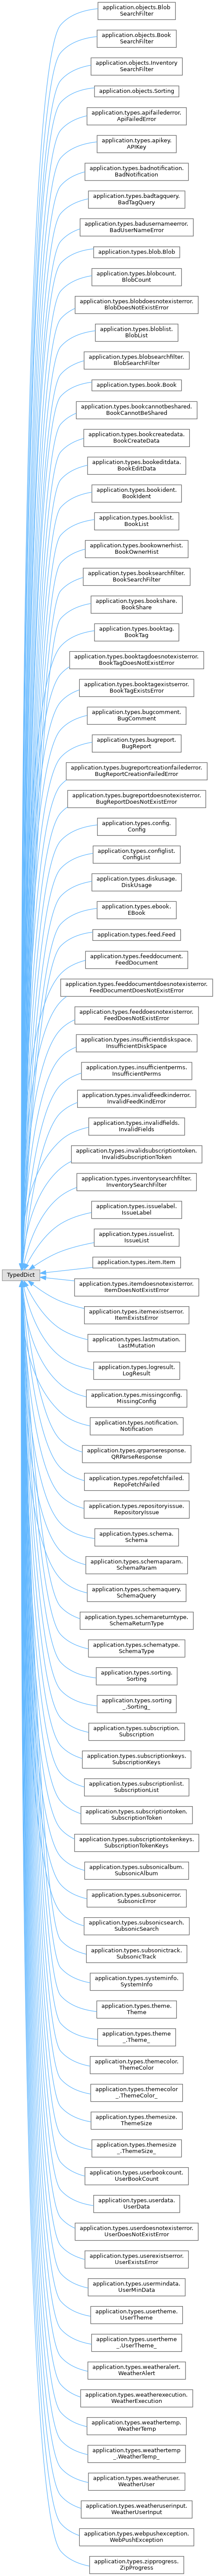 application.objects.Blob
SearchFilter
application.objects.Book
SearchFilter
application.objects.Inventory
SearchFilter
application.objects.Sorting
application.types.apifailederror.
ApiFailedError
application.types.apikey.
APIKey
application.types.badnotification.
BadNotification
application.types.badtagquery.
BadTagQuery
application.types.badusernameerror.
BadUserNameError
application.types.blob.Blob
application.types.blobcount.
BlobCount
application.types.blobdoesnotexisterror.
BlobDoesNotExistError
application.types.bloblist.
BlobList
application.types.blobsearchfilter.
BlobSearchFilter
application.types.book.Book
application.types.bookcannotbeshared.
BookCannotBeShared
application.types.bookcreatedata.
BookCreateData
application.types.bookeditdata.
BookEditData
application.types.bookident.
BookIdent
application.types.booklist.
BookList
application.types.bookownerhist.
BookOwnerHist
application.types.booksearchfilter.
BookSearchFilter
application.types.bookshare.
BookShare
application.types.booktag.
BookTag
application.types.booktagdoesnotexisterror.
BookTagDoesNotExistError
application.types.booktagexistserror.
BookTagExistsError
application.types.bugcomment.
BugComment
application.types.bugreport.
BugReport
application.types.bugreportcreationfailederror.
BugReportCreationFailedError
application.types.bugreportdoesnotexisterror.
BugReportDoesNotExistError
application.types.config.
Config
application.types.configlist.
ConfigList
application.types.diskusage.
DiskUsage
application.types.ebook.
EBook
application.types.feed.Feed
application.types.feeddocument.
FeedDocument
application.types.feeddocumentdoesnotexisterror.
FeedDocumentDoesNotExistError
application.types.feeddoesnotexisterror.
FeedDoesNotExistError
application.types.insufficientdiskspace.
InsufficientDiskSpace
application.types.insufficientperms.
InsufficientPerms
application.types.invalidfeedkinderror.
InvalidFeedKindError
application.types.invalidfields.
InvalidFields
application.types.invalidsubscriptiontoken.
InvalidSubscriptionToken
application.types.inventorysearchfilter.
InventorySearchFilter
application.types.issuelabel.
IssueLabel
application.types.issuelist.
IssueList
application.types.item.Item
TypedDict
application.types.itemdoesnotexisterror.
ItemDoesNotExistError
application.types.itemexistserror.
ItemExistsError
application.types.lastmutation.
LastMutation
application.types.logresult.
LogResult
application.types.missingconfig.
MissingConfig
application.types.notification.
Notification
application.types.qrparseresponse.
QRParseResponse
application.types.repofetchfailed.
RepoFetchFailed
application.types.repositoryissue.
RepositoryIssue
application.types.schema.
Schema
application.types.schemaparam.
SchemaParam
application.types.schemaquery.
SchemaQuery
application.types.schemareturntype.
SchemaReturnType
application.types.schematype.
SchemaType
application.types.sorting.
Sorting
application.types.sorting
_.Sorting_
application.types.subscription.
Subscription
application.types.subscriptionkeys.
SubscriptionKeys
application.types.subscriptionlist.
SubscriptionList
application.types.subscriptiontoken.
SubscriptionToken
application.types.subscriptiontokenkeys.
SubscriptionTokenKeys
application.types.subsonicalbum.
SubsonicAlbum
application.types.subsonicerror.
SubsonicError
application.types.subsonicsearch.
SubsonicSearch
application.types.subsonictrack.
SubsonicTrack
application.types.systeminfo.
SystemInfo
application.types.theme.
Theme
application.types.theme
_.Theme_
application.types.themecolor.
ThemeColor
application.types.themecolor
_.ThemeColor_
application.types.themesize.
ThemeSize
application.types.themesize
_.ThemeSize_
application.types.userbookcount.
UserBookCount
application.types.userdata.
UserData
application.types.userdoesnotexisterror.
UserDoesNotExistError
application.types.userexistserror.
UserExistsError
application.types.usermindata.
UserMinData
application.types.usertheme.
UserTheme
application.types.usertheme
_.UserTheme_
application.types.weatheralert.
WeatherAlert
application.types.weatherexecution.
WeatherExecution
application.types.weathertemp.
WeatherTemp
application.types.weathertemp
_.WeatherTemp_
application.types.weatheruser.
WeatherUser
application.types.weatheruserinput.
WeatherUserInput
application.types.webpushexception.
WebPushException
application.types.zipprogress.
ZipProgress